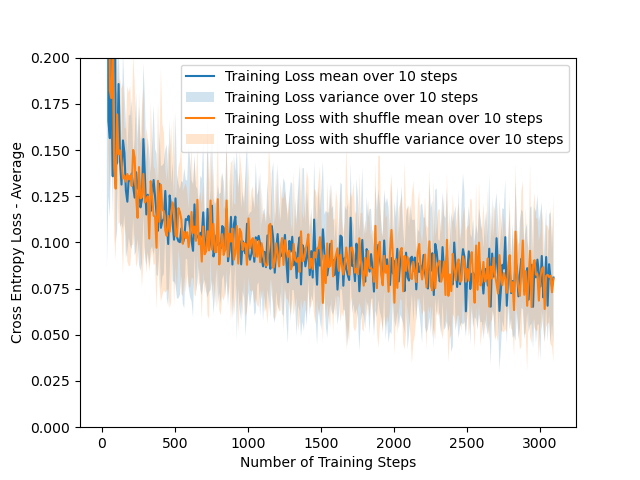 0.200
0.175
0.150
0.125
0.100
0.075
0.050
0.025
0.000
Cross Entropy Loss - Average
Training Loss mean over 10 steps
Training Loss variance over 10 steps
Training Loss with shuffle mean over 10 steps
Training Loss with shuffle variance over 10 steps
0 500 1000 1500 2000 2500 3000
Number of Training Steps